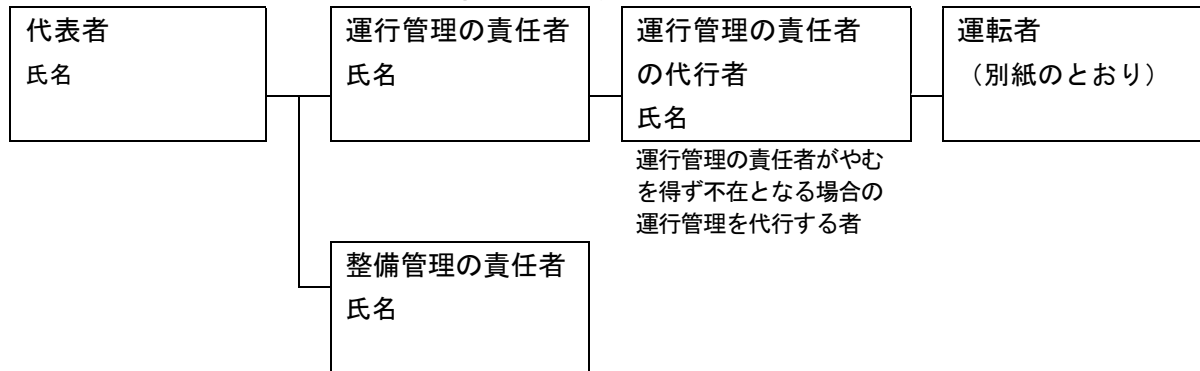 代表者
氏名
運行管理の責任者
氏名
運行管理の責任者
の代行者
氏名
運転者
（別紙のとおり）
運行管理の責任者がやむ
を得ず不在となる場合の
運行管理を代行する者
整備管理の責任者
氏名